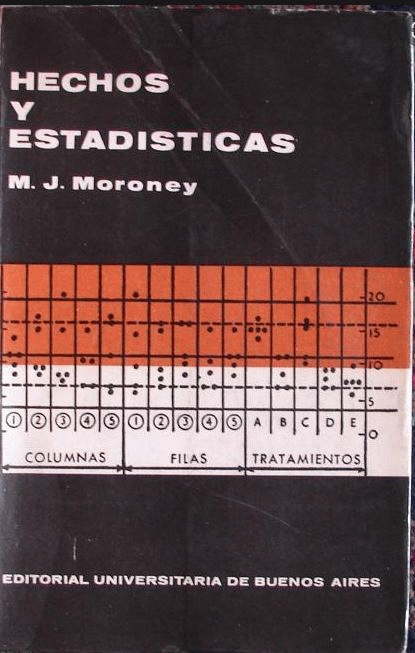 HECHOS
Y
ESTADISTICAS
M. J. Moroney
20
15
10
5
0
1 2 3 4 5 1 2 3 4 5 A B C D E
COLUMNAS FILAS TRATAMIENTOS
EDITORIAL UNIVERSITARIA DE BUENOS AIRES